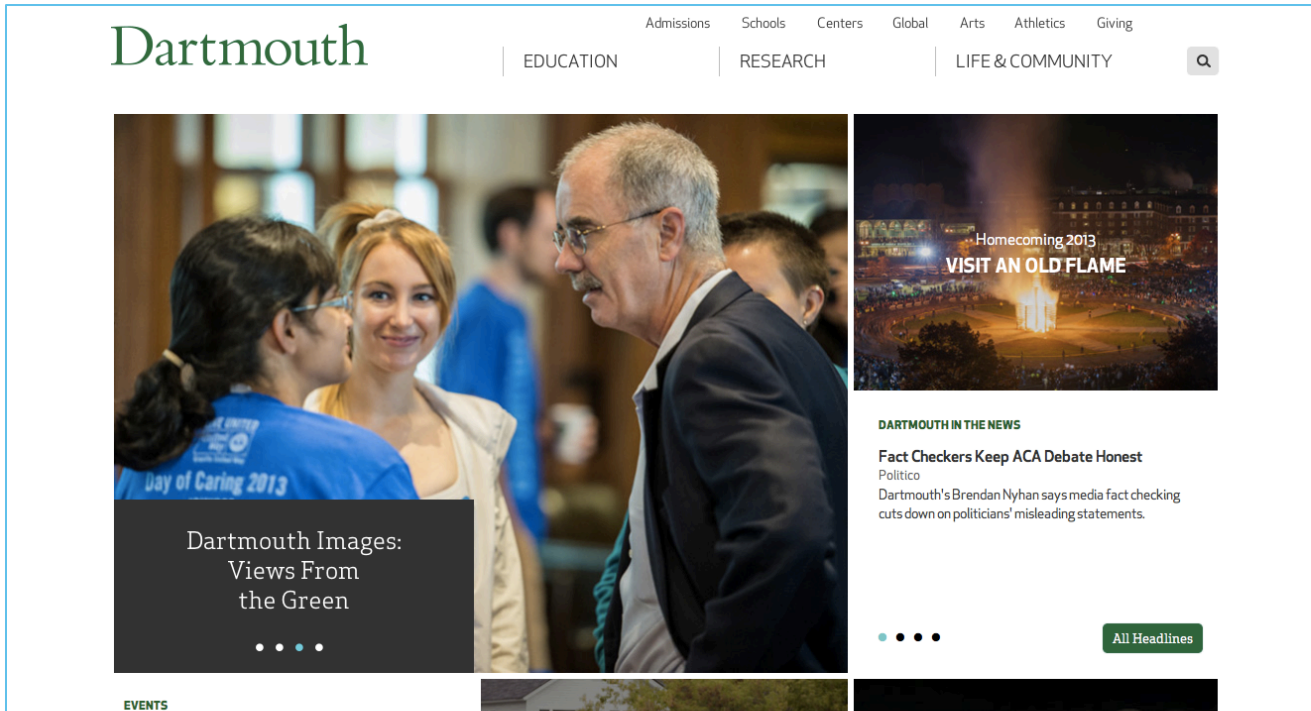 Dartmouth
Admissions Schools Centers Global Arts Athletics Giving
EDUCATION RESEARCH LIFE & COMMUNITY
Day of Caring 2013
Dartmouth Images:
Views From
the Green
Homecoming 2013
VISIT AN OLD FLAME
DARTMOUTH IN THE NEWS
Fact Checkers Keep ACA Debate Honest
Politico
Dartmouth's Brendan Nyhan says media fact checking
cuts down on politicians' misleading statements.
All Headlines
EVENTS